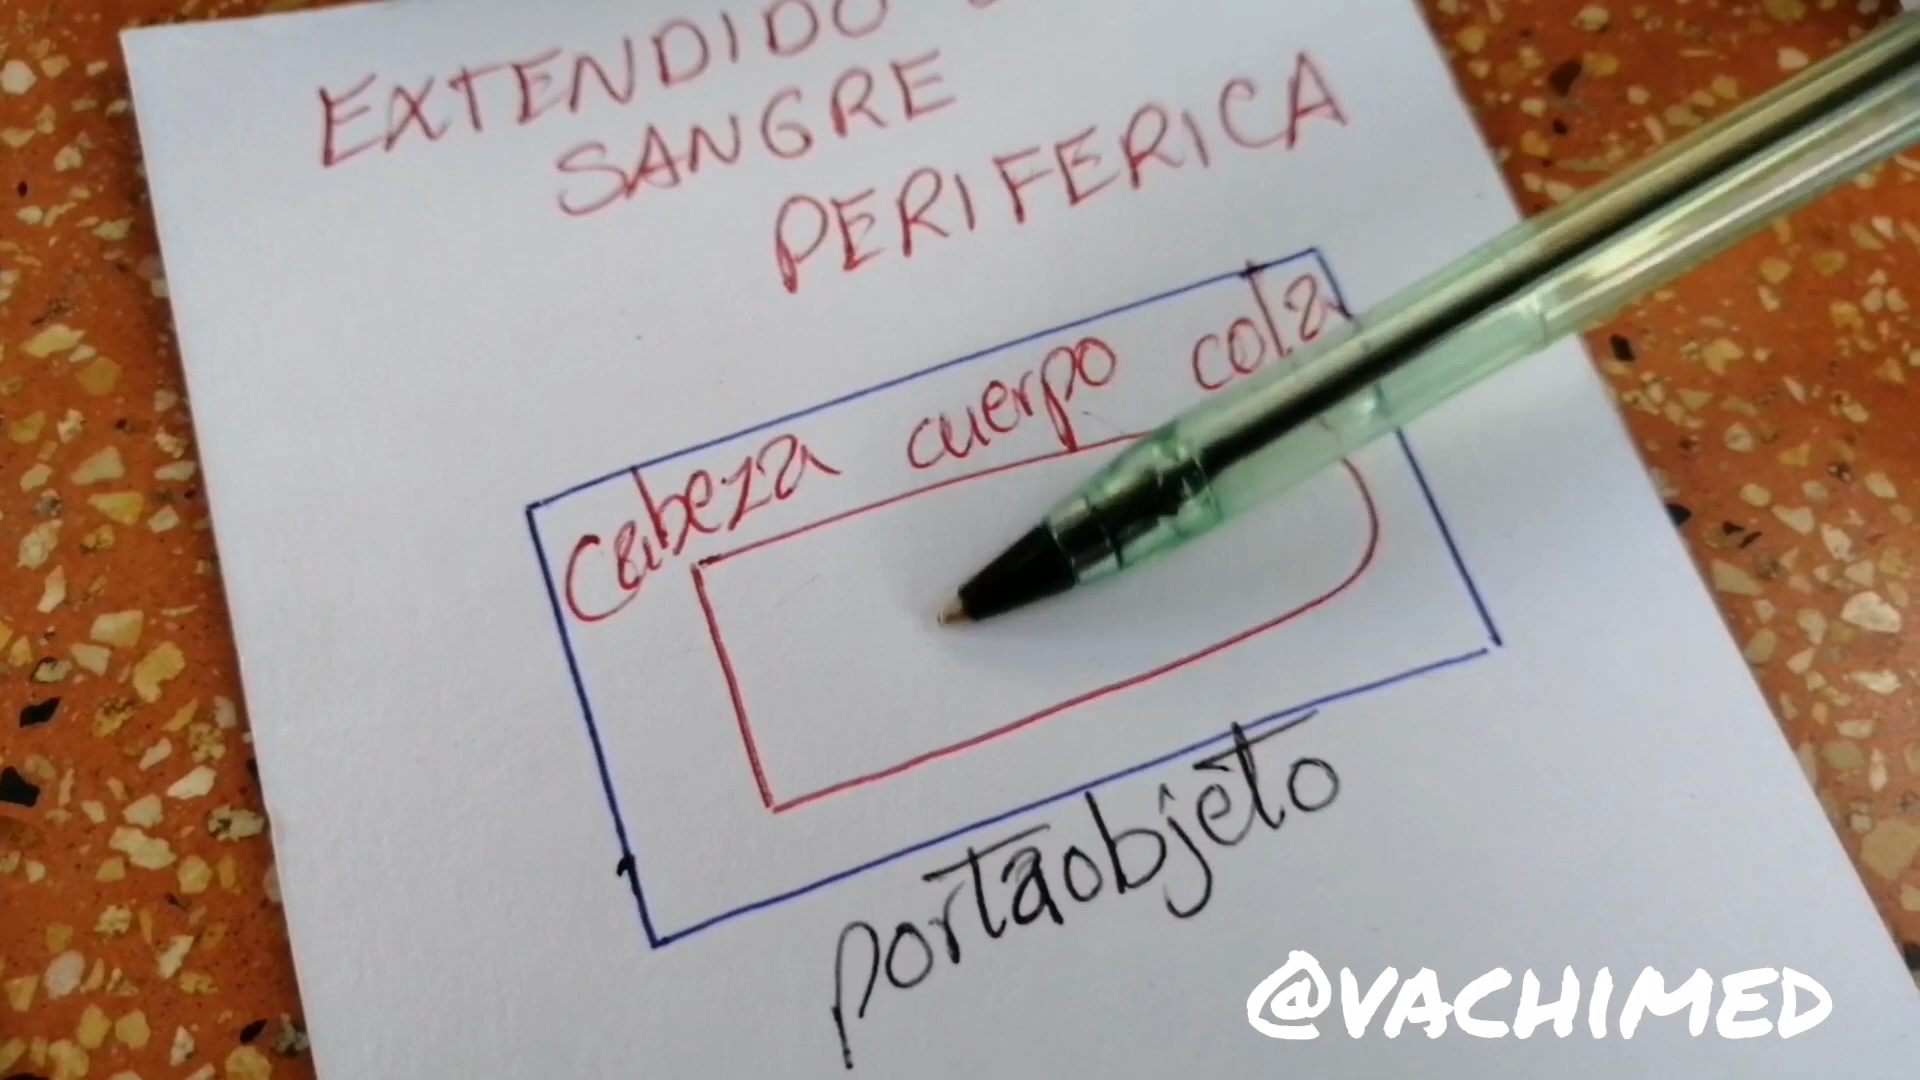 EXTENDIDO
SANGRE
PERIFERICA
cabeza cuerpo cola
portaobjeto
@VACHIMED